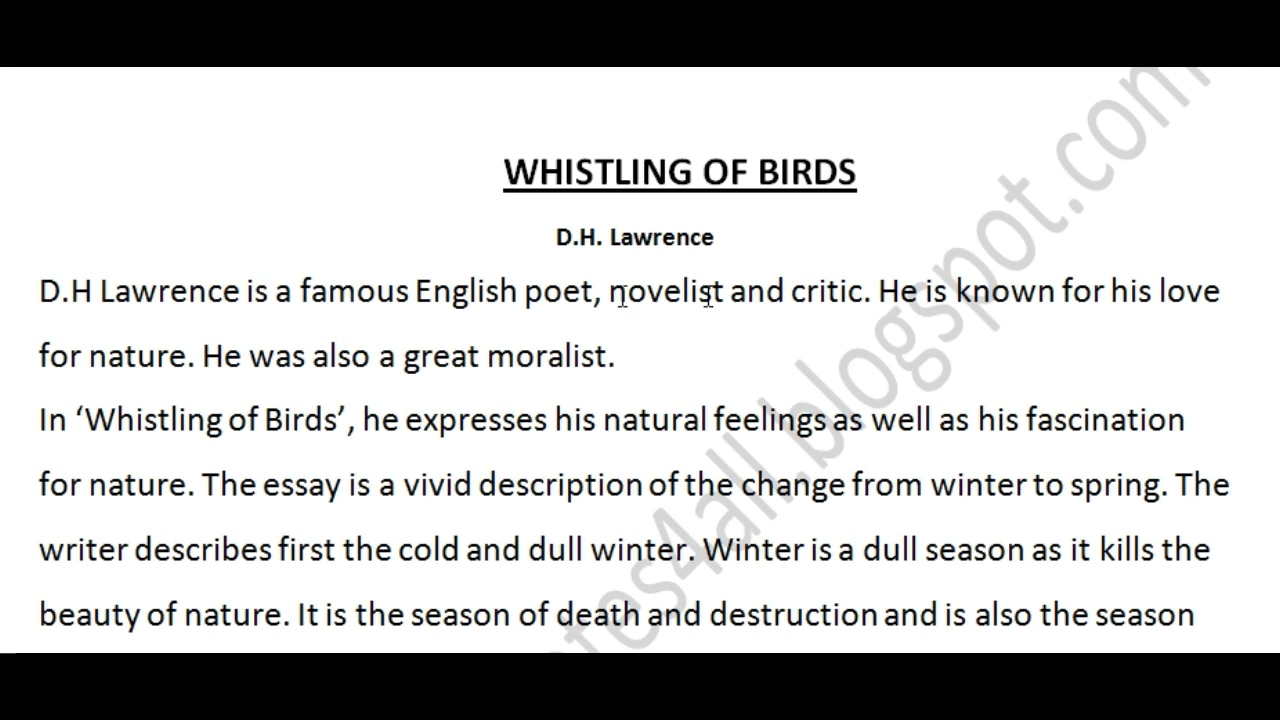 WHISTLING OF BIRDS
D.H. Lawrence
D.H Lawrence is a famous English poet, novelist and critic. He is known for his love
for nature. He was also a great moralist.
In ‘Whistling of Birds’, he expresses his natural feelings as well as his fascination
for nature. The essay is a vivid description of the change from winter to spring. The
writer describes first the cold and dull winter. Winter is a dull season as it kills the
beauty of nature. It is the season of death and destruction and is also the season
tes4all.blogspot.com